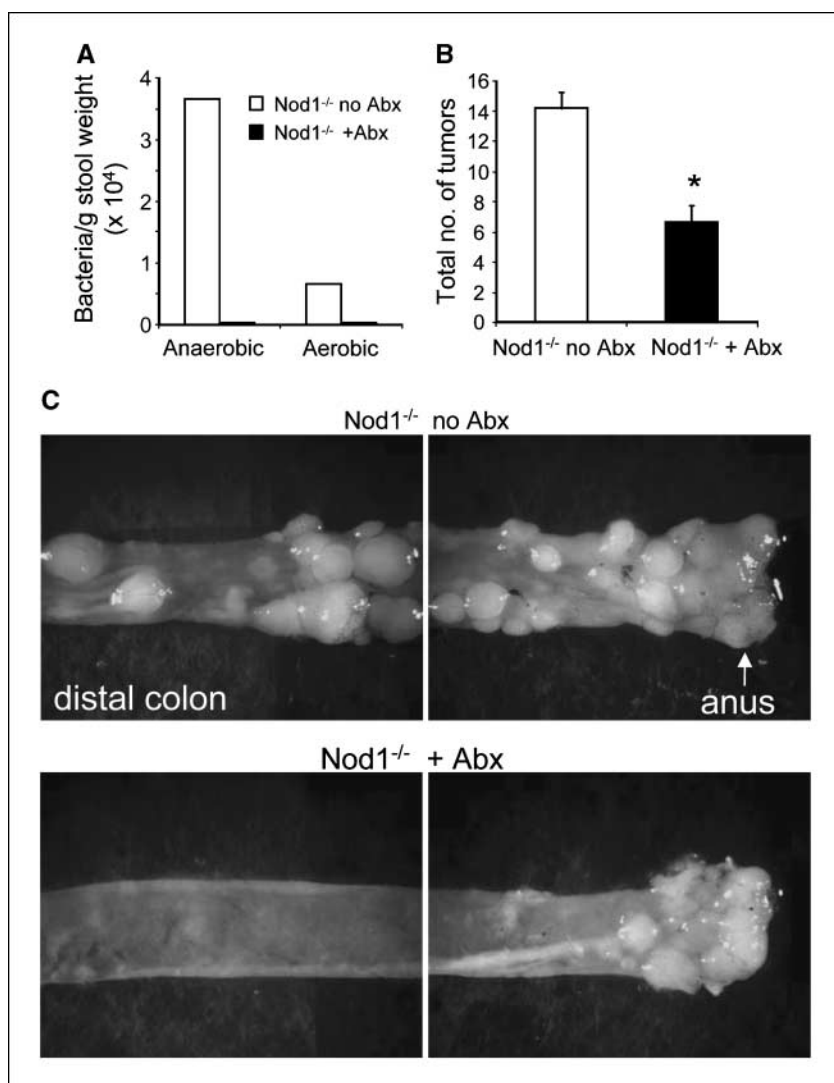 A
Bacteria/g stool weight
(x 10⁴)
4
3
2
1
0
Nod1⁻/⁻ no Abx
Nod1⁻/⁻ +Abx
Anaerobic
Aerobic
B
Total no. of tumors
16
14
12
10
8
6
4
2
0
*
Nod1⁻/⁻ no Abx
Nod1⁻/⁻ + Abx
C
Nod1⁻/⁻ no Abx
distal colon
anus
Nod1⁻/⁻ + Abx